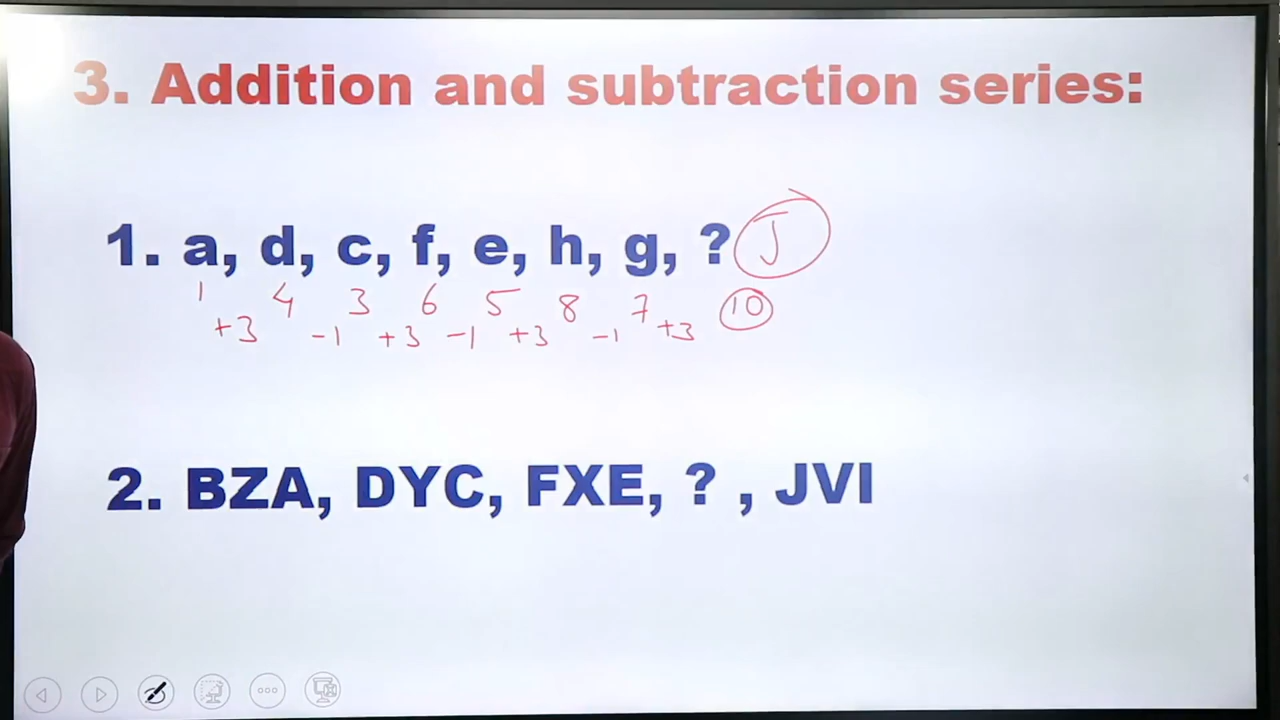 3. Addition and subtraction series:
1. a, d, c, f, e, h, g, ? J
1 4 3 6 5 8 7 10
+3 -1 +3 -1 +3 -1 +3
2. BZA, DYC, FXE, ? , JVI